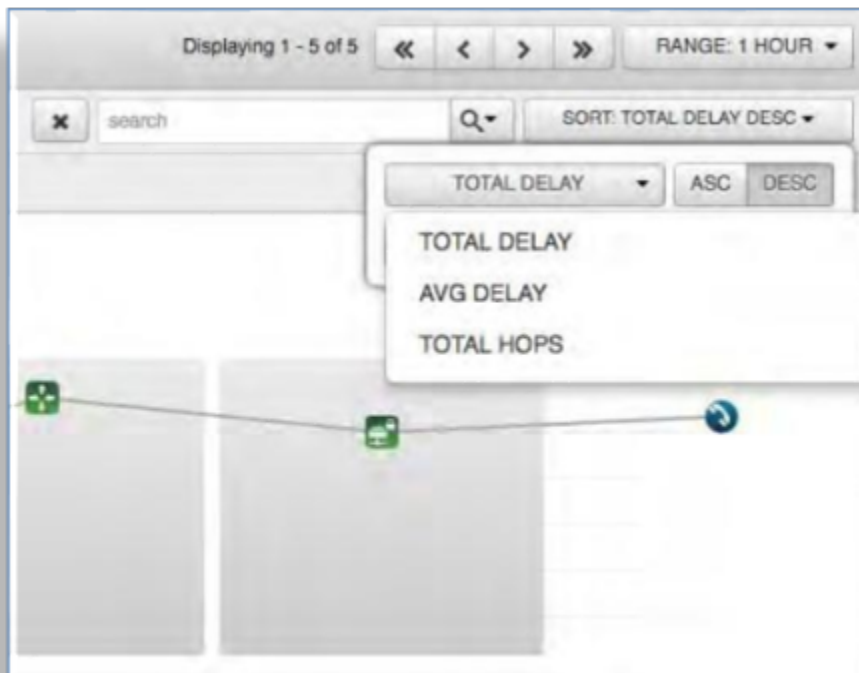 Displaying 1 - 5 of 5 RANGE: 1 HOUR
search SORT: TOTAL DELAY DESC
TOTAL DELAY ASC DESC
TOTAL DELAY
AVG DELAY
TOTAL HOPS